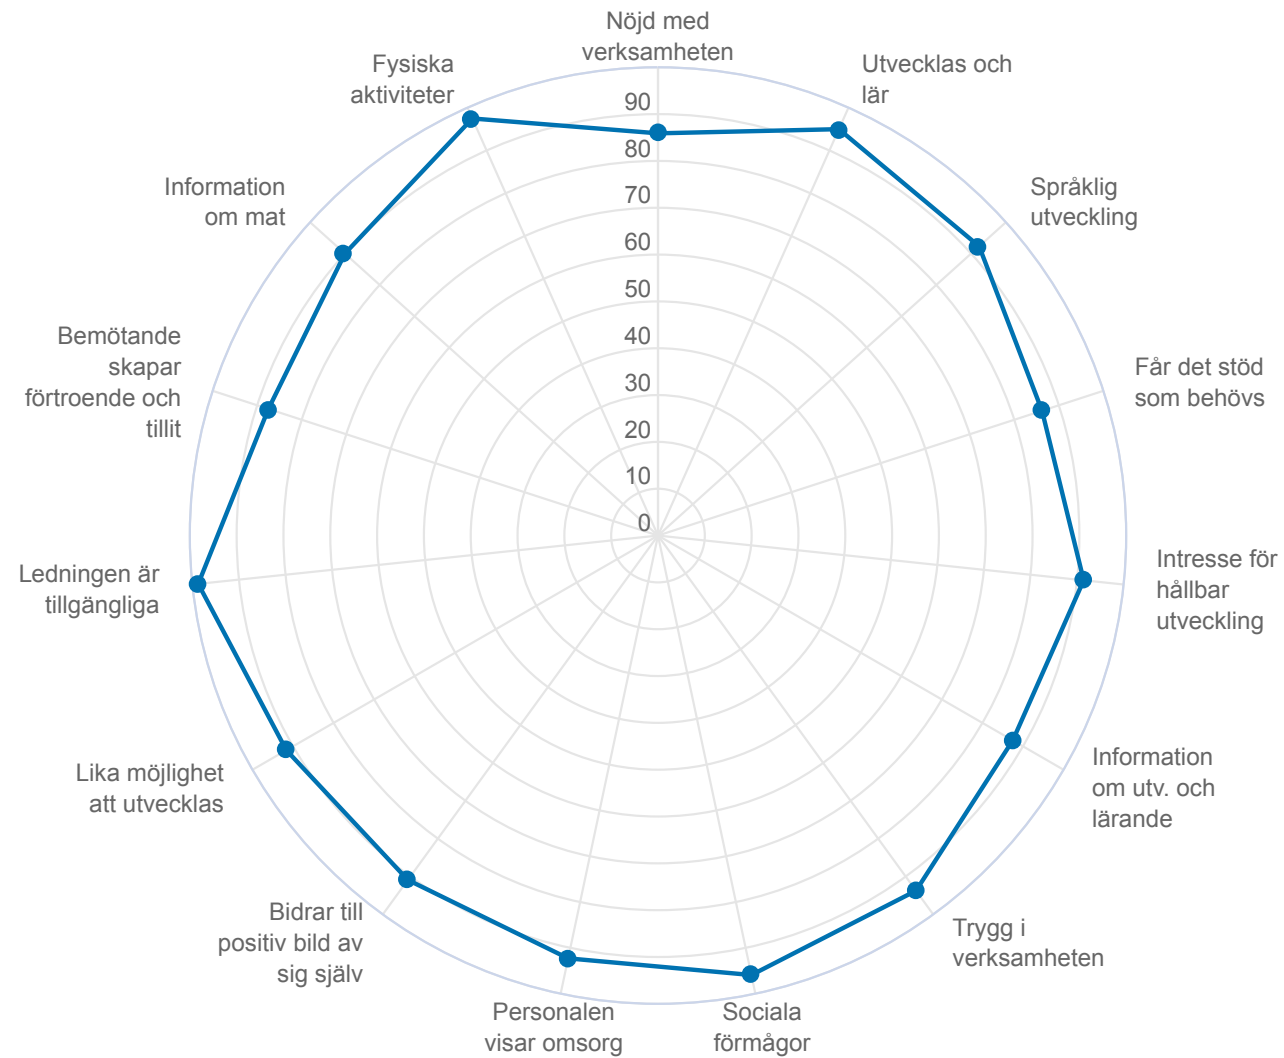 Nöjd med
verksamheten
Utvecklas och
lär
Språklig
utveckling
Får det stöd
som behövs
Intresse för
hållbar
utveckling
Information
om utv. och
lärande
Trygg i
verksamheten
Sociala
förmågor
Personalen
visar omsorg
Bidrar till
positiv bild av
sig själv
Lika möjlighet
att utvecklas
Ledningen är
tillgängliga
Bemötande
skapar
förtroende och
tillit
Information
om mat
Fysiska
aktiviteter
90
80
70
60
50
40
30
20
10
0